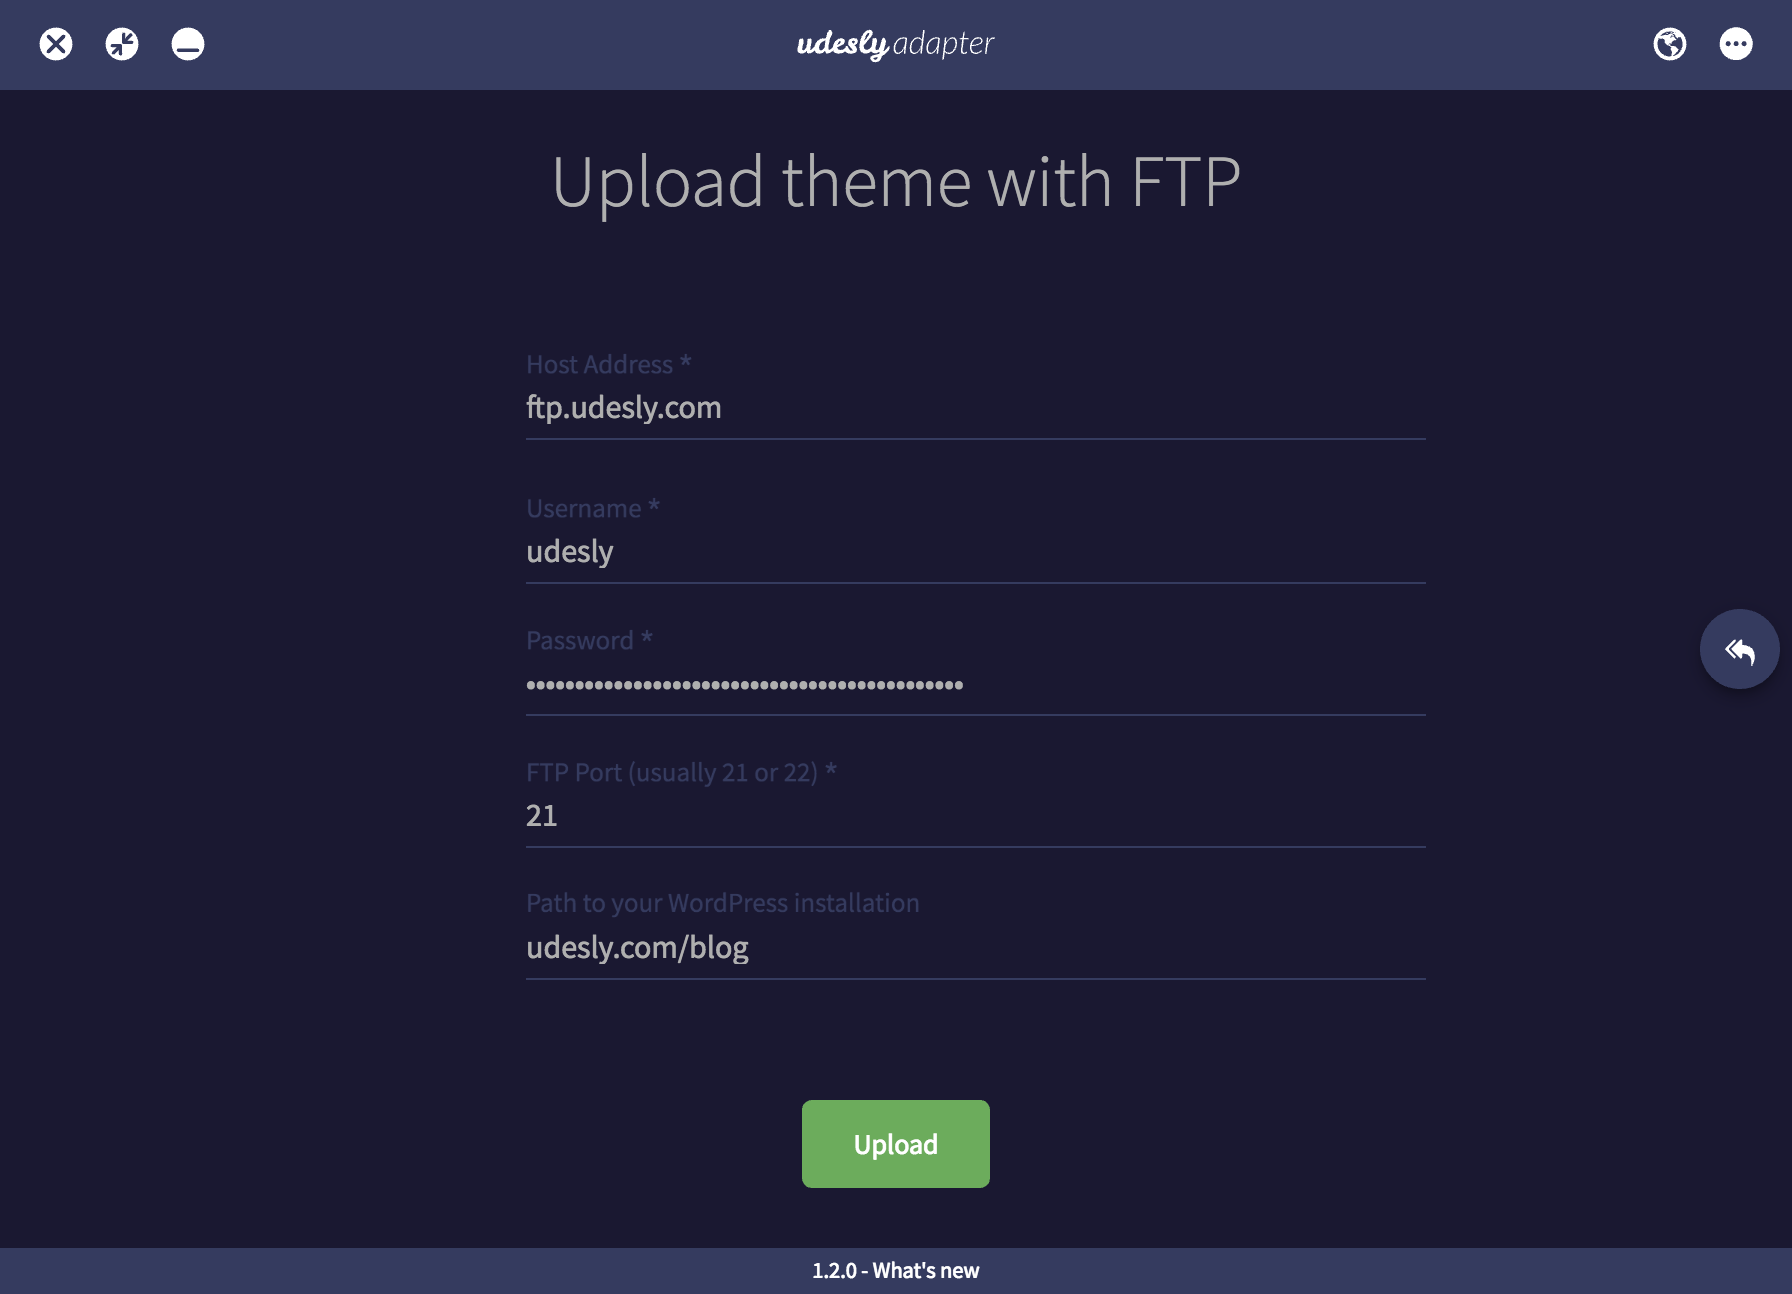 udesly adapter
Upload theme with FTP
Host Address *
ftp.udesly.com
Username *
udesly
Password *
•••••••••••••••••••••••••••••••••••••••••••••
FTP Port (usually 21 or 22) *
21
Path to your WordPress installation
udesly.com/blog
Upload
1.2.0 - What's new